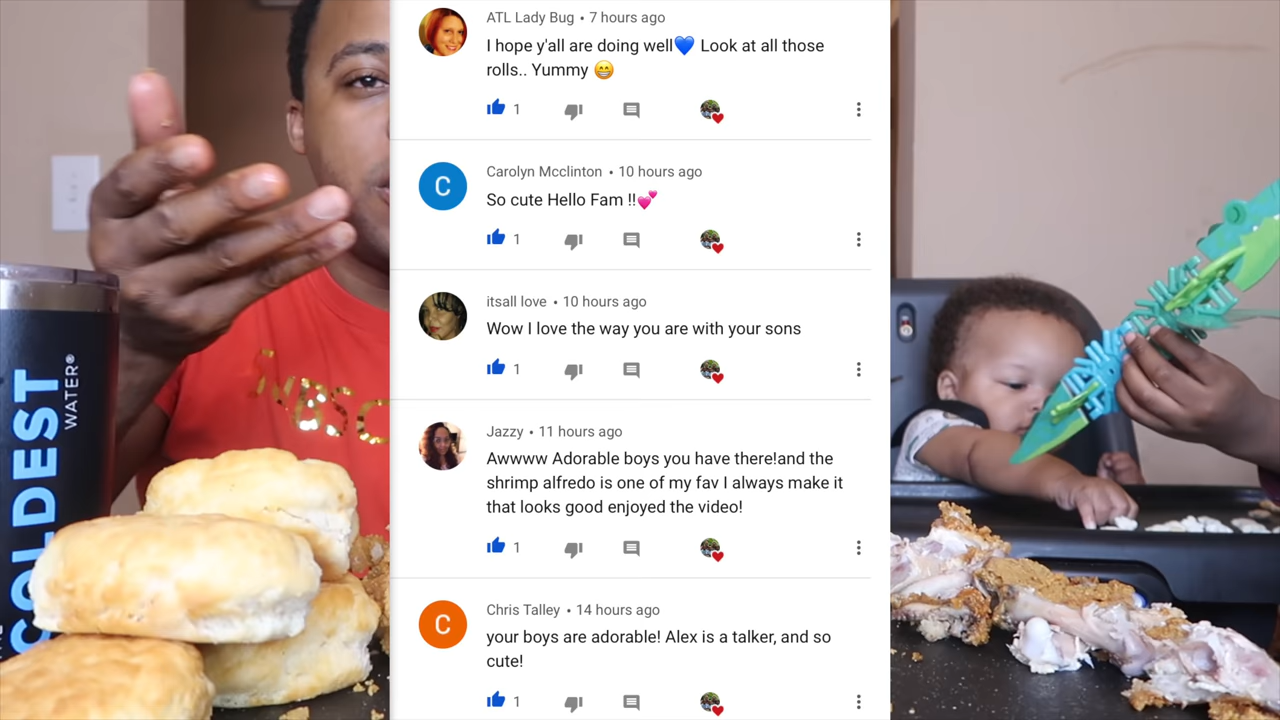 ATL Lady Bug • 7 hours ago
I hope y'all are doing well💙 Look at all those
rolls.. Yummy 😁
1
Carolyn Mcclinton • 10 hours ago
C
So cute Hello Fam !!💕
1
itsall love • 10 hours ago
Wow I love the way you are with your sons
1
Jazzy • 11 hours ago
Awwww Adorable boys you have there!and the
shrimp alfredo is one of my fav I always make it
that looks good enjoyed the video!
1
Chris Talley • 14 hours ago
C
your boys are adorable! Alex is a talker, and so
cute!
1
THE
COLDEST
WATER®